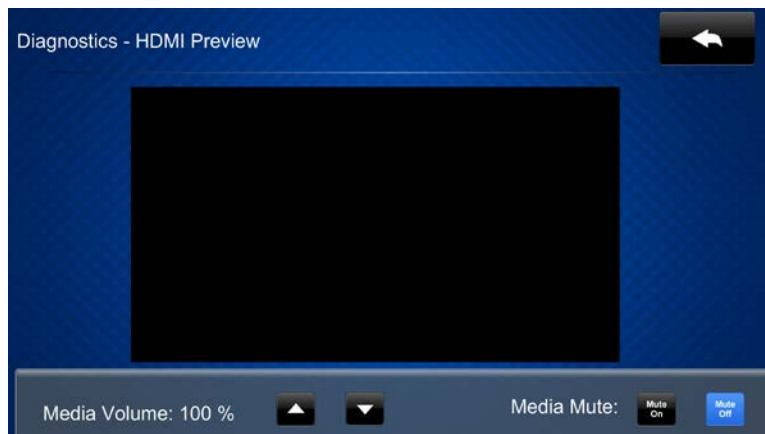 Diagnostics - HDMI Preview
Media Volume: 100 %
Media Mute:
Mute
On
Mute
Off